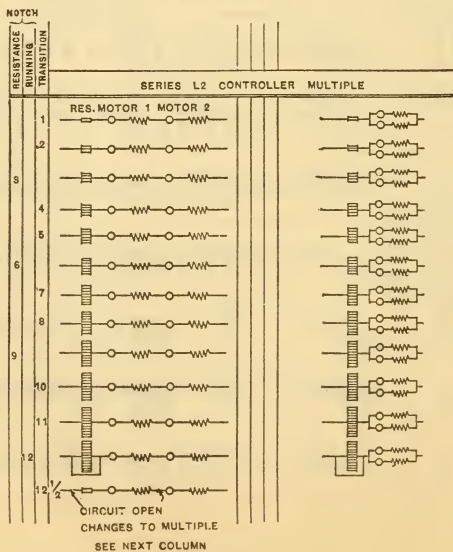 NOTCH
RESISTANCE
RUNNING
TRANSITION
SERIES L2 CONTROLLER MULTIPLE
RES. MOTOR 1 MOTOR 2
1
2
3
4
5
6
7
8
9
10
11
12
12 1/2
CIRCUIT OPEN
CHANGES TO MULTIPLE
SEE NEXT COLUMN